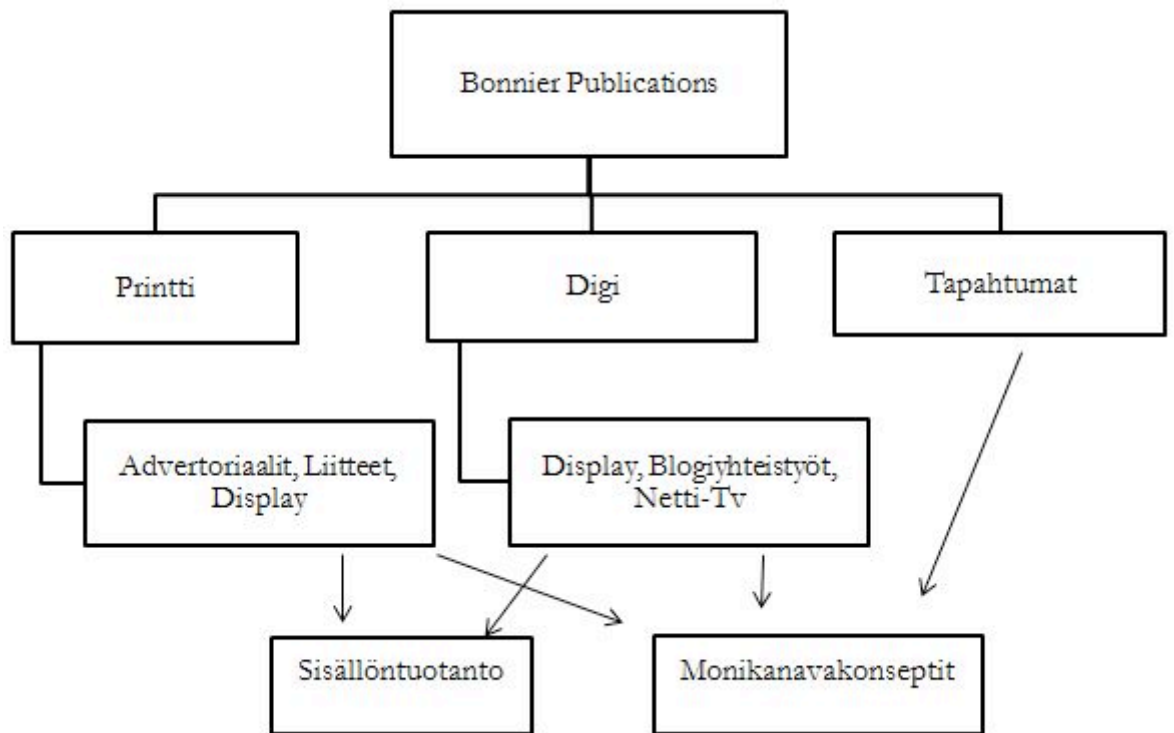 Bonnier Publications
Printti
Digi
Tapahtumat
Advertoriaalit, Liitteet,
Display
Display, Blogiyhteistyöt,
Netti-Tv
Sisällöntuotanto
Monikanavakonseptit